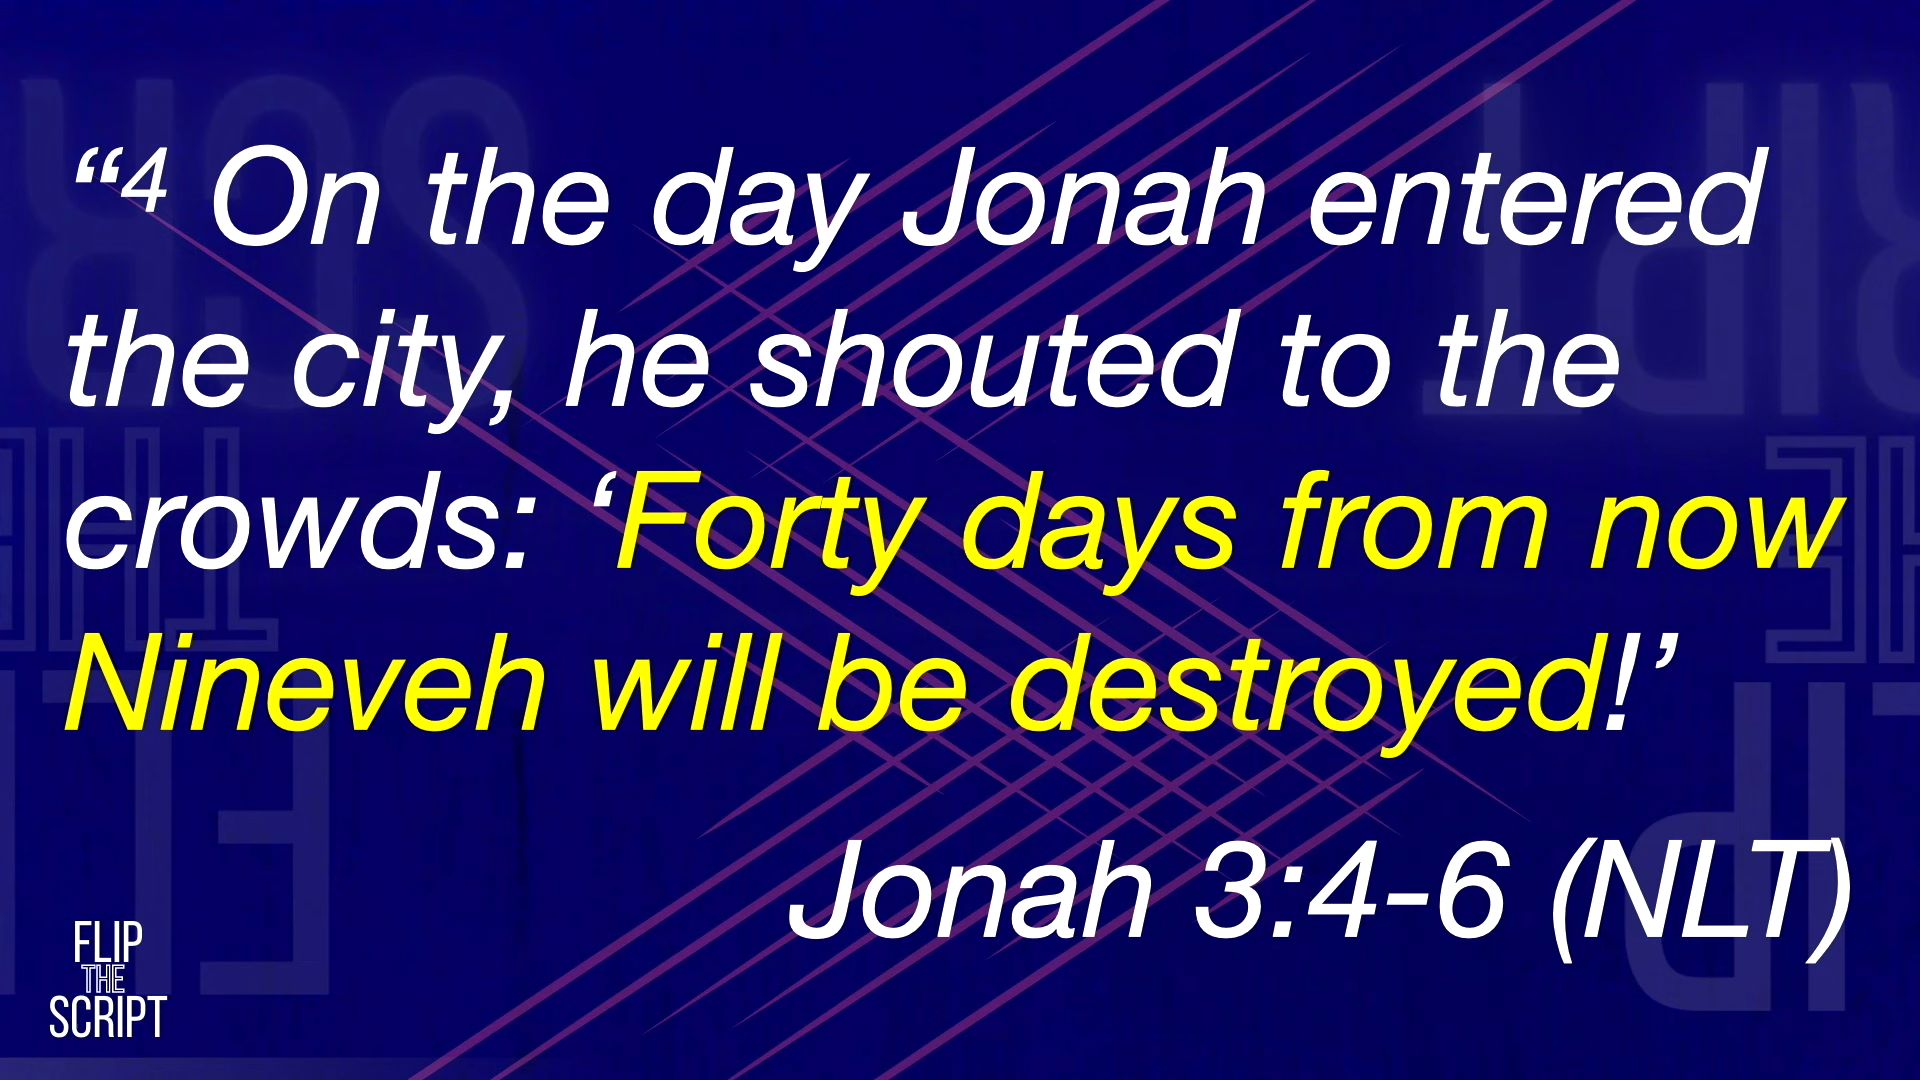 “4 On the day Jonah entered
the city, he shouted to the
crowds: ‘Forty days from now
Nineveh will be destroyed!’
Jonah 3:4-6 (NLT)
FLIP
THE
SCRIPT